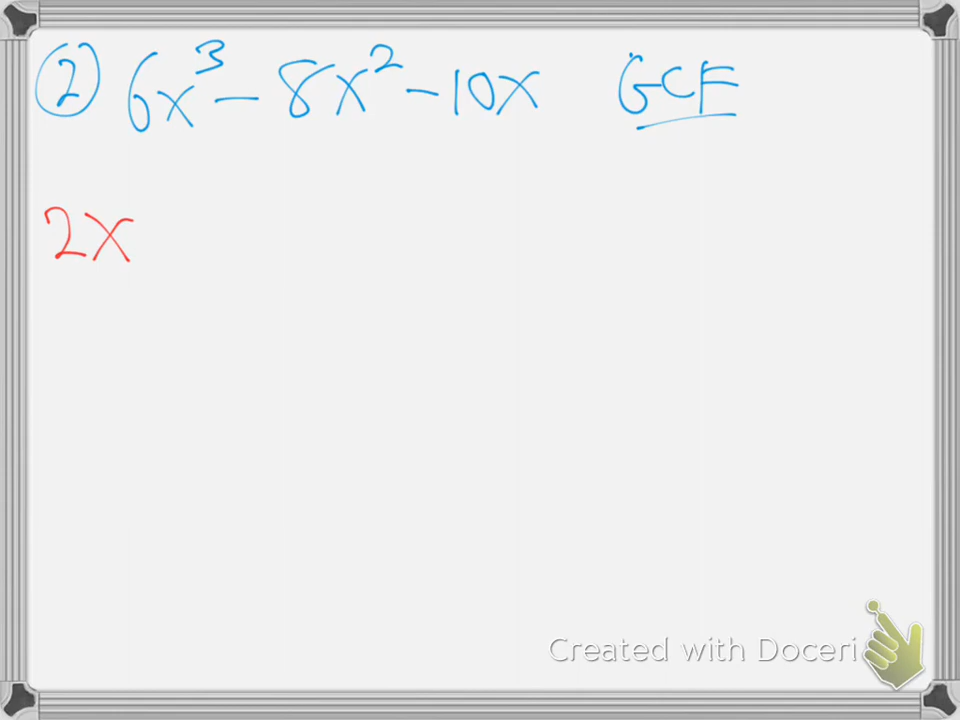 ② 6x³ - 8x² - 10x GCF
2x
Created with Doceri